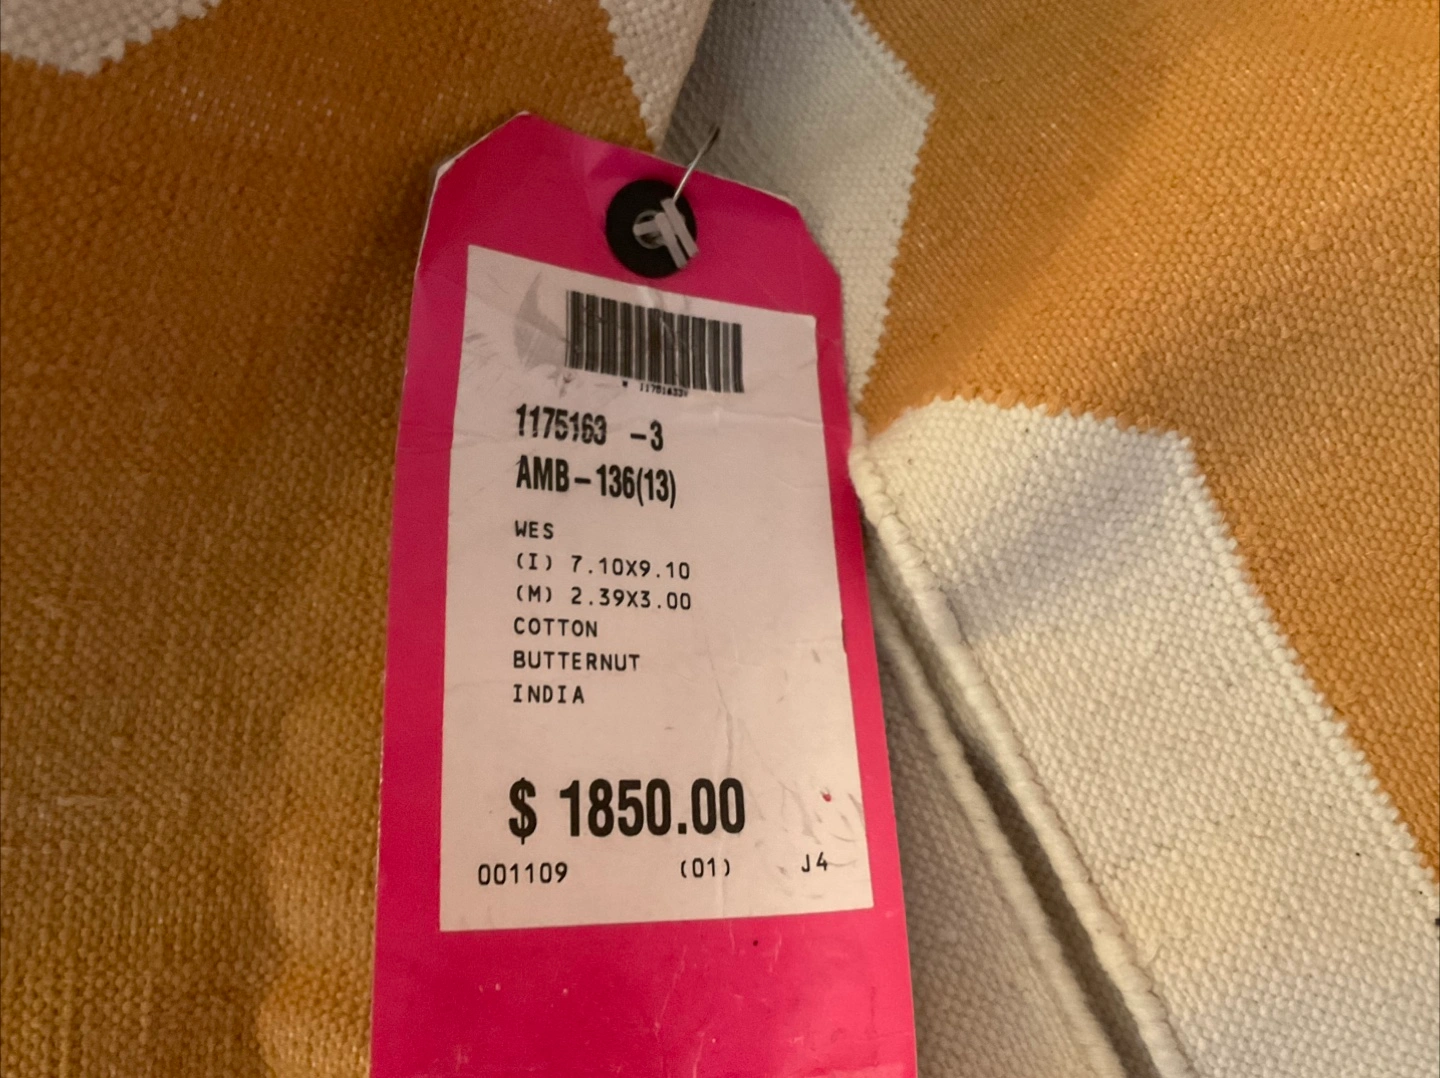 1175163 -3
AMB-136(13)
WES
(I) 7.10X9.10
(M) 2.39X3.00
COTTON
BUTTERNUT
INDIA
$ 1850.00
001109 (01) J4